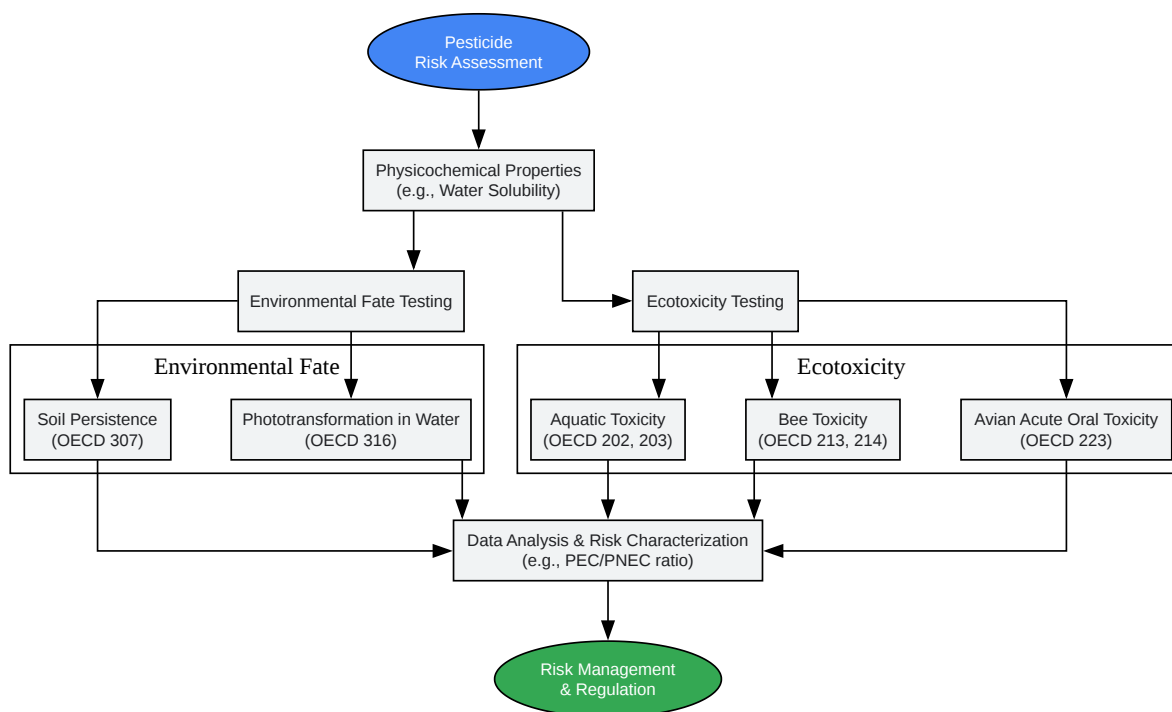 Pesticide
Risk Assessment
Physicochemical Properties
(e.g., Water Solubility)
Environmental Fate Testing
Ecotoxicity Testing
Environmental Fate
Ecotoxicity
Soil Persistence
(OECD 307)
Phototransformation in Water
(OECD 316)
Aquatic Toxicity
(OECD 202, 203)
Bee Toxicity
(OECD 213, 214)
Avian Acute Oral Toxicity
(OECD 223)
Data Analysis & Risk Characterization
(e.g., PEC/PNEC ratio)
Risk Management
& Regulation